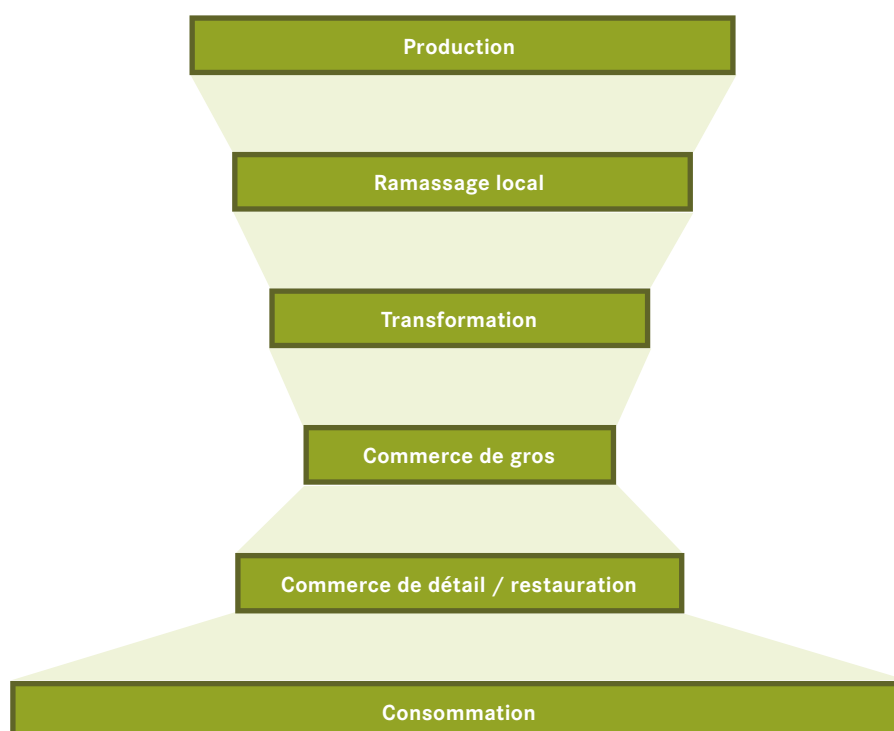 Production
Ramassage local
Transformation
Commerce de gros
Commerce de détail / restauration
Consommation